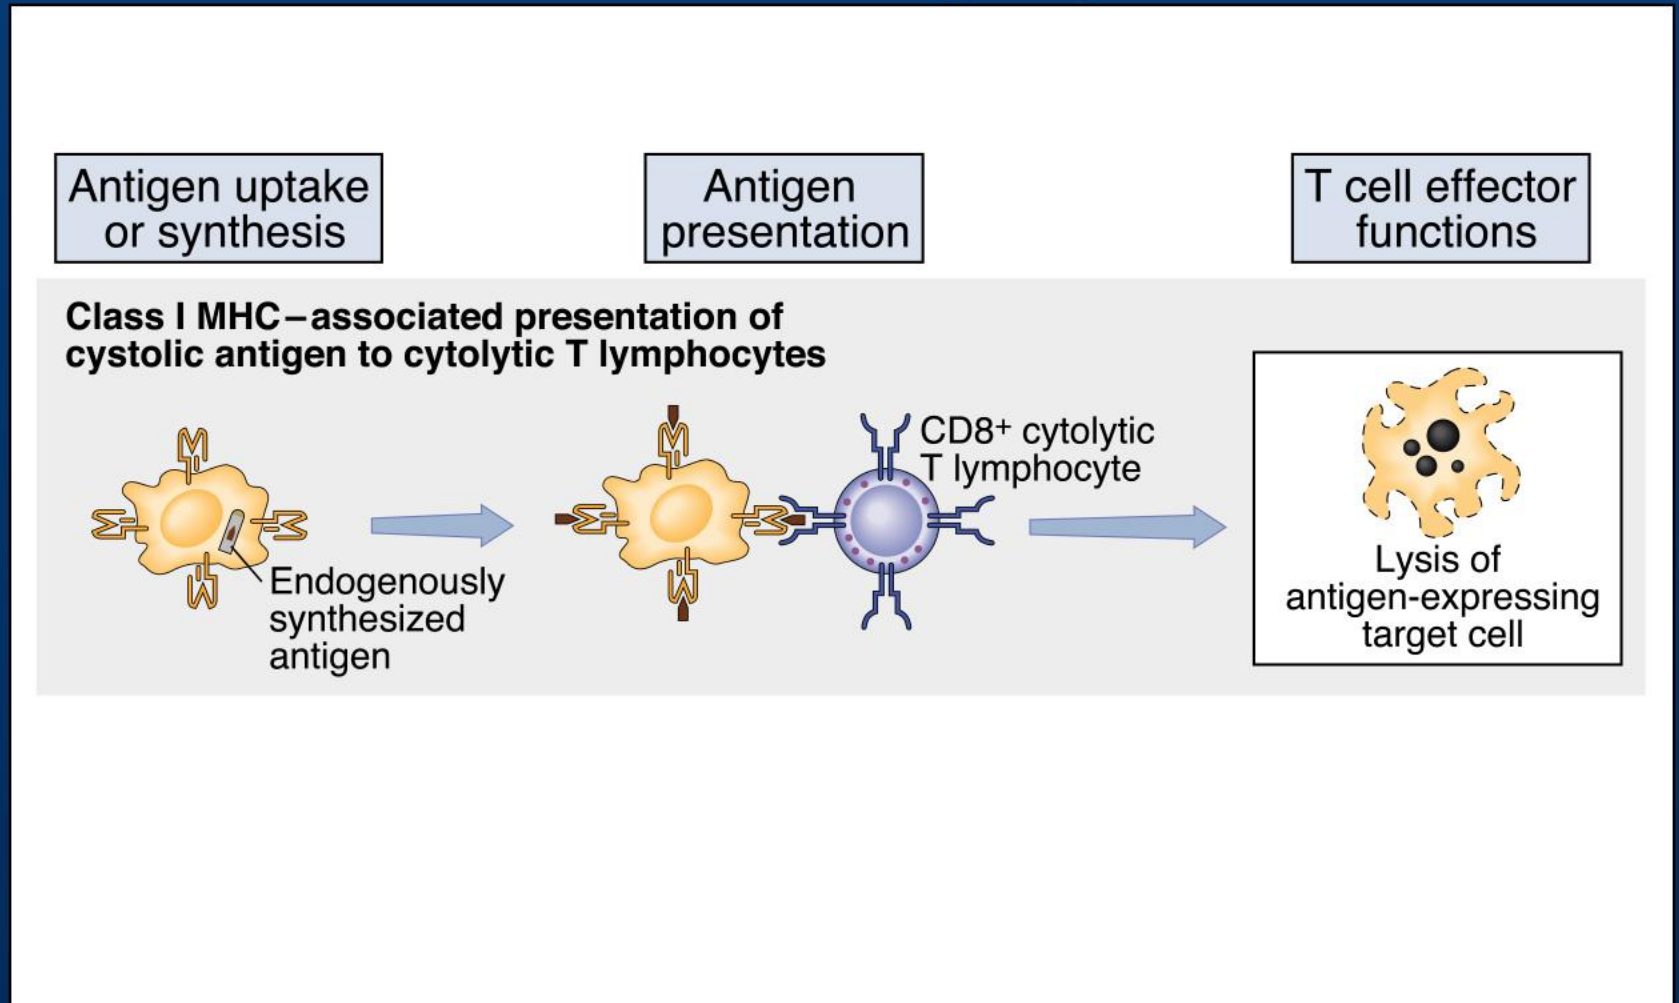 Antigen uptake
or synthesis
Antigen
presentation
T cell effector
functions
Class I MHC–associated presentation of
cystolic antigen to cytolytic T lymphocytes
CD8+ cytolytic
T lymphocyte
Endogenously
synthesized
antigen
Lysis of
antigen-expressing
target cell